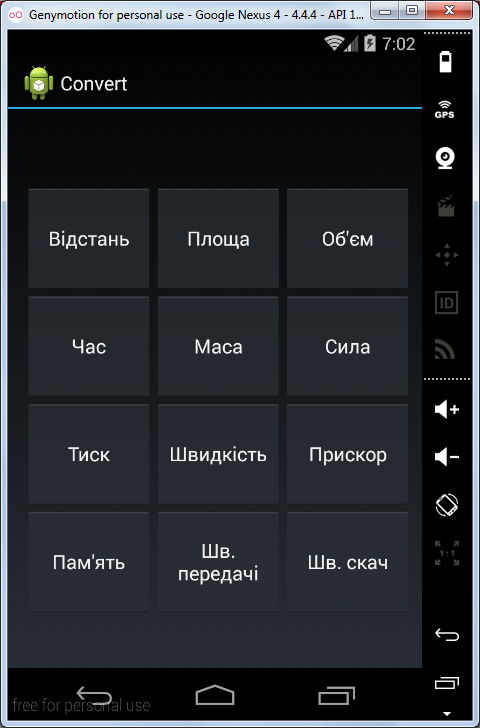 Genymotion for personal use - Google Nexus 4 - 4.4.4 - API 1...
7:02
Convert
GPS
Відстань
Площа
Об'єм
ID
Час
Маса
Сила
Тиск
Швидкість
Прискор
1:1
Пам'ять
Шв.
передачі
Шв. скач
free for personal use